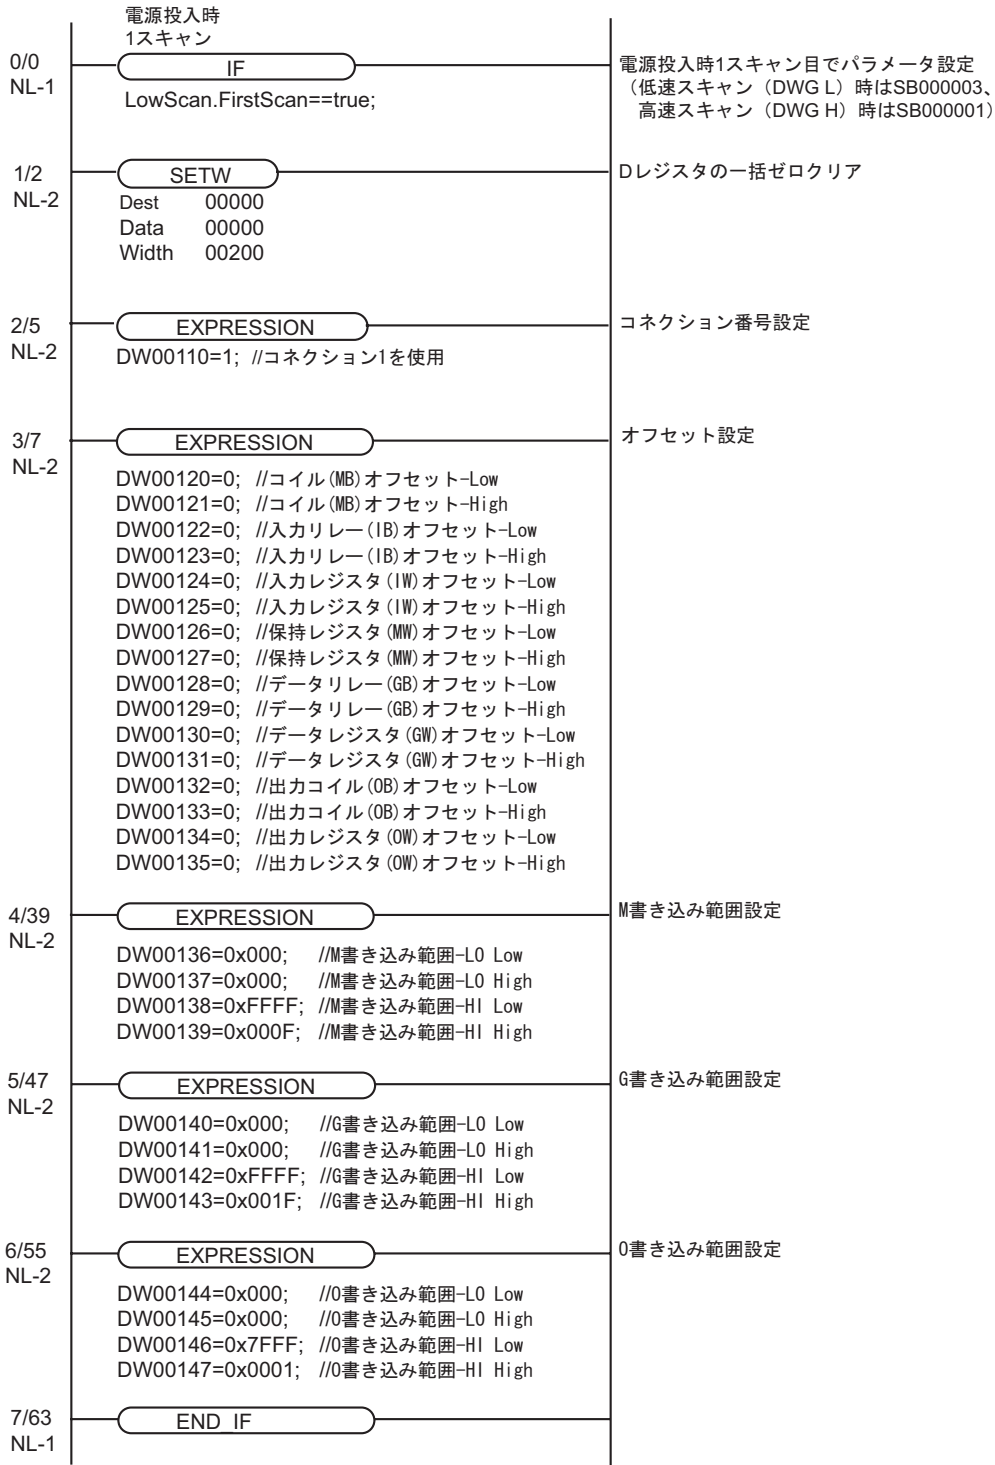 電源投入時
1スキャン
0/0
NL-1
IF
LowScan.FirstScan==true;
電源投入時1スキャン目でパラメータ設定
（低速スキャン（DWG L）時はSB000003、
高速スキャン（DWG H）時はSB000001）
1/2
NL-2
SETW
Dest 00000
Data 00000
Width 00200
Dレジスタの一括ゼロクリア
2/5
NL-2
EXPRESSION
DW00110=1; //コネクション1を使用
コネクション番号設定
3/7
NL-2
EXPRESSION
オフセット設定
DW00120=0; //コイル(MB)オフセット-Low
DW00121=0; //コイル(MB)オフセット-High
DW00122=0; //入力リレー(IB)オフセット-Low
DW00123=0; //入力リレー(IB)オフセット-High
DW00124=0; //入力レジスタ(IW)オフセット-Low
DW00125=0; //入力レジスタ(IW)オフセット-High
DW00126=0; //保持レジスタ(MW)オフセット-Low
DW00127=0; //保持レジスタ(MW)オフセット-High
DW00128=0; //データリレー(GB)オフセット-Low
DW00129=0; //データリレー(GB)オフセット-High
DW00130=0; //データレジスタ(GW)オフセット-Low
DW00131=0; //データレジスタ(GW)オフセット-High
DW00132=0; //出力コイル(OB)オフセット-Low
DW00133=0; //出力コイル(OB)オフセット-High
DW00134=0; //出力レジスタ(OW)オフセット-Low
DW00135=0; //出力レジスタ(OW)オフセット-High
4/39
NL-2
EXPRESSION
M書き込み範囲設定
DW00136=0x000; //M書き込み範囲-LO Low
DW00137=0x000; //M書き込み範囲-LO High
DW00138=0xFFFF; //M書き込み範囲-HI Low
DW00139=0x000F; //M書き込み範囲-HI High
5/47
NL-2
EXPRESSION
G書き込み範囲設定
DW00140=0x000; //G書き込み範囲-LO Low
DW00141=0x000; //G書き込み範囲-LO High
DW00142=0xFFFF; //G書き込み範囲-HI Low
DW00143=0x001F; //G書き込み範囲-HI High
6/55
NL-2
EXPRESSION
O書き込み範囲設定
DW00144=0x000; //O書き込み範囲-LO Low
DW00145=0x000; //O書き込み範囲-LO High
DW00146=0x7FFF; //O書き込み範囲-HI Low
DW00147=0x0001; //O書き込み範囲-HI High
7/63
NL-1
END_IF